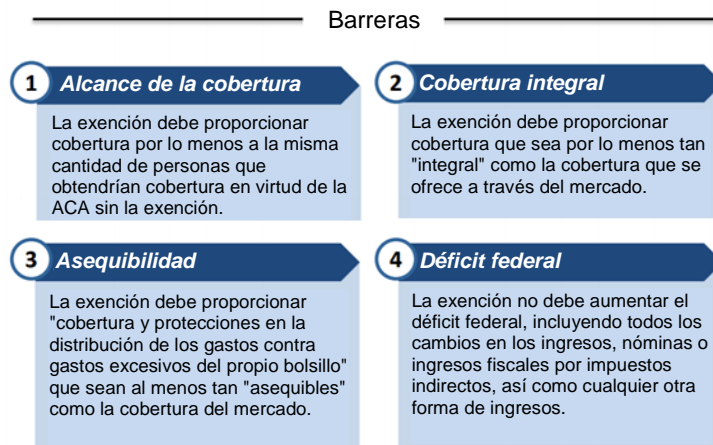 Barreras
1 Alcance de la cobertura
La exención debe proporcionar
cobertura por lo menos a la misma
cantidad de personas que
obtendrían cobertura en virtud de la
ACA sin la exención.
2 Cobertura integral
La exención debe proporcionar
cobertura que sea por lo menos tan
"integral" como la cobertura que se
ofrece a través del mercado.
3 Asequibilidad
La exención debe proporcionar
"cobertura y protecciones en la
distribución de los gastos contra
gastos excesivos del propio bolsillo"
que sean al menos tan "asequibles"
como la cobertura del mercado.
4 Déficit federal
La exención no debe aumentar el
déficit federal, incluyendo todos los
cambios en los ingresos, nóminas o
ingresos fiscales por impuestos
indirectos, así como cualquier otra
forma de ingresos.